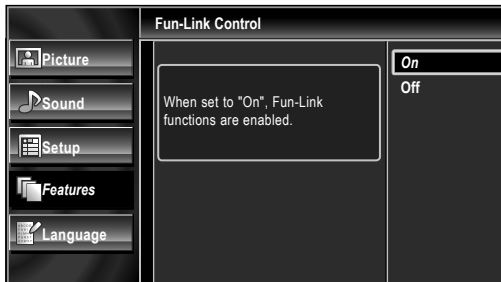 Fun-Link Control
Picture
Sound
Setup
Features
Language
When set to "On", Fun-Link
functions are enabled.
On
Off